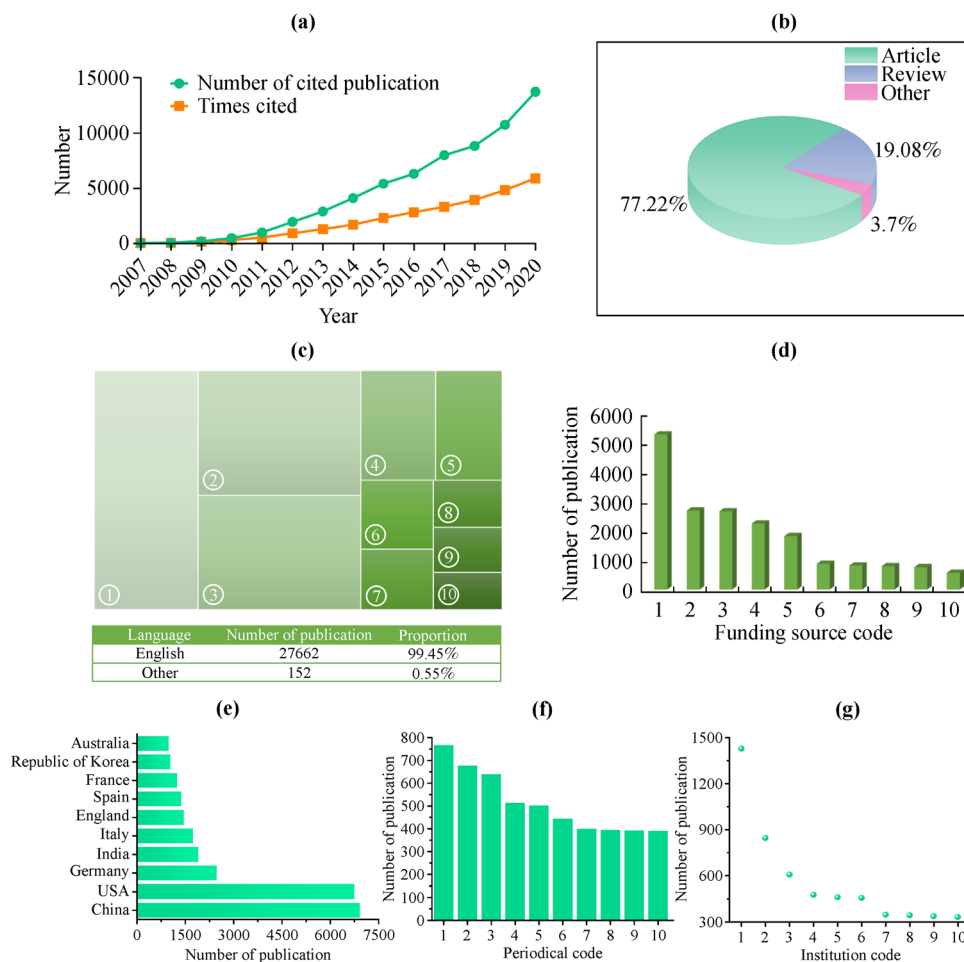 (a)
15000
10000
5000
0
Number
Number of cited publication
Times cited
2007 2008 2009 2010 2011 2012 2013 2014 2015 2016 2017 2018 2019 2020
Year
(b)
Article
Review
Other
19.08%
77.22%
3.7%
(c)
① ② ③ ④ ⑤ ⑥ ⑦ ⑧ ⑨ ⑩
Language Number of publication Proportion
English 27662 99.45%
Other 152 0.55%
(d)
6000
5000
4000
3000
2000
1000
0
Number of publication
1 2 3 4 5 6 7 8 9 10
Funding source code
(e)
Australia
Republic of Korea
France
Spain
England
Italy
India
Germany
USA
China
0 1500 3000 4500 6000 7500
Number of publication
(f)
800
700
600
500
400
300
200
100
0
Number of publication
1 2 3 4 5 6 7 8 9 10
Periodical code
(g)
1500
1200
900
600
300
Number of publication
1 2 3 4 5 6 7 8 9 10
Institution code